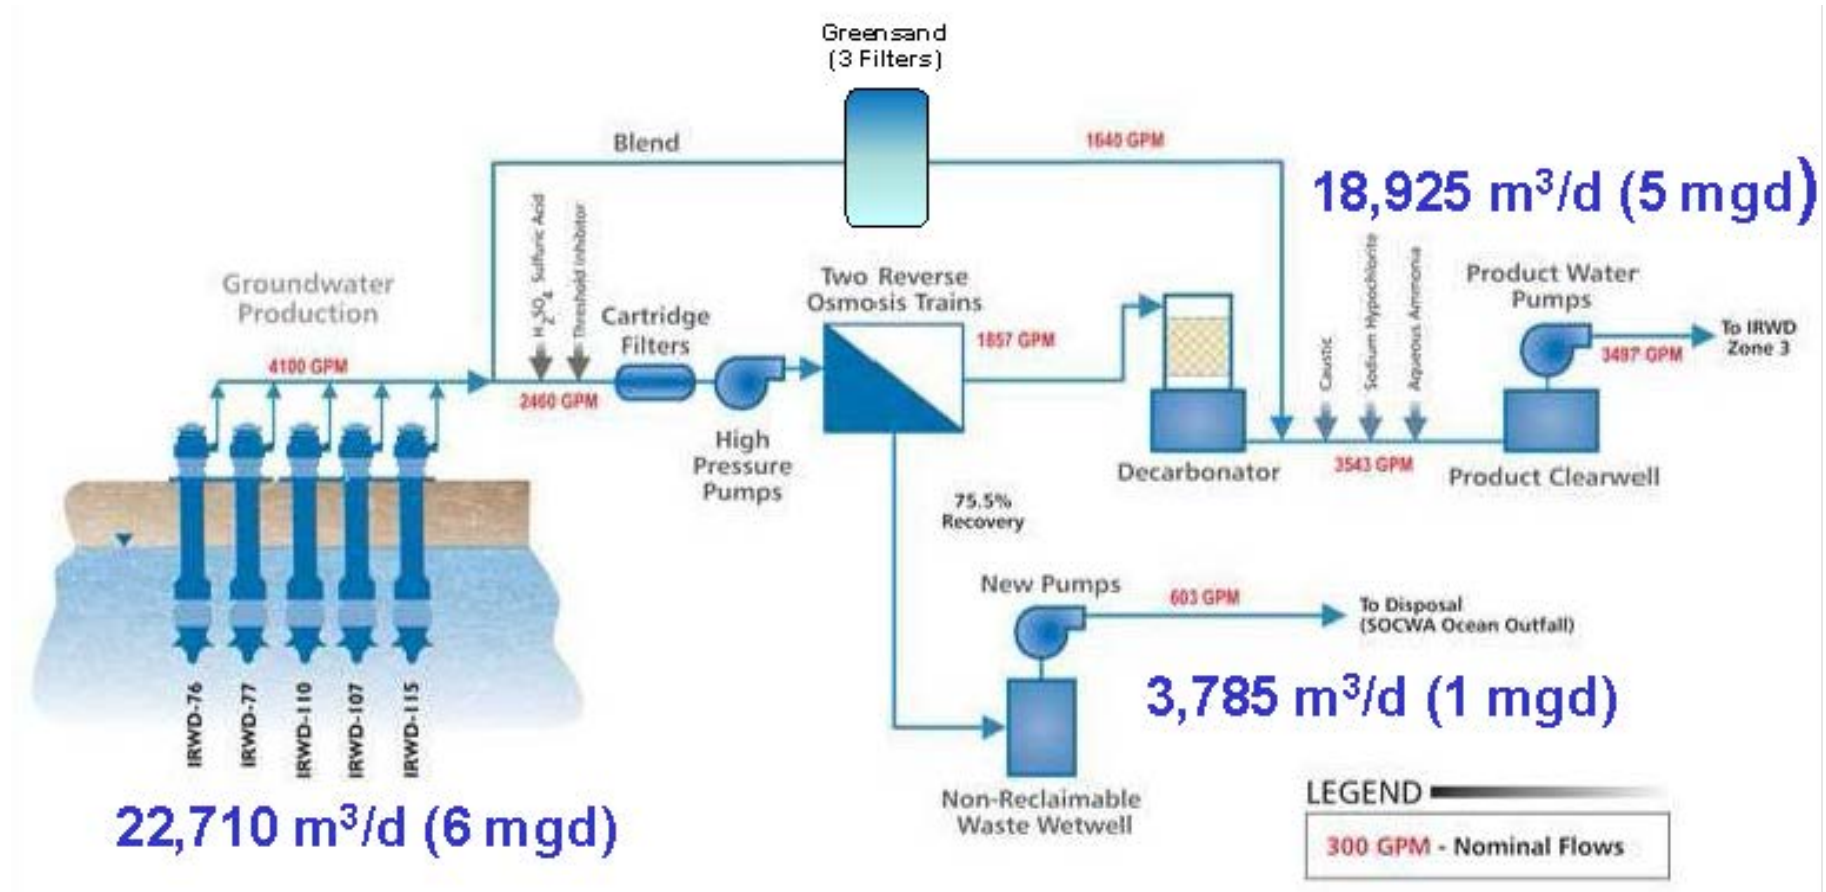 Greensand
(3 Filters)
Blend
1640 GPM
18,925 m³/d (5 mgd)
H₂SO₄ Sulfuric Acid
Threshold Inhibitor
Groundwater
Production
4100 GPM
2460 GPM
Cartridge
Filters
High
Pressure
Pumps
Two Reverse
Osmosis Trains
1857 GPM
75.5%
Recovery
Decarbonator
Caustic
Sodium Hypochlorite
Aqueous Ammonia
3543 GPM
Product Water
Pumps
3487 GPM
To IRWD
Zone 3
Product Clearwell
New Pumps
603 GPM
To Disposal
(SOCWA Ocean Outfall)
3,785 m³/d (1 mgd)
Non-Reclaimable
Waste Wetwell
IRWD-76
IRWD-77
IRWD-110
IRWD-107
IRWD-115
22,710 m³/d (6 mgd)
LEGEND
300 GPM - Nominal Flows